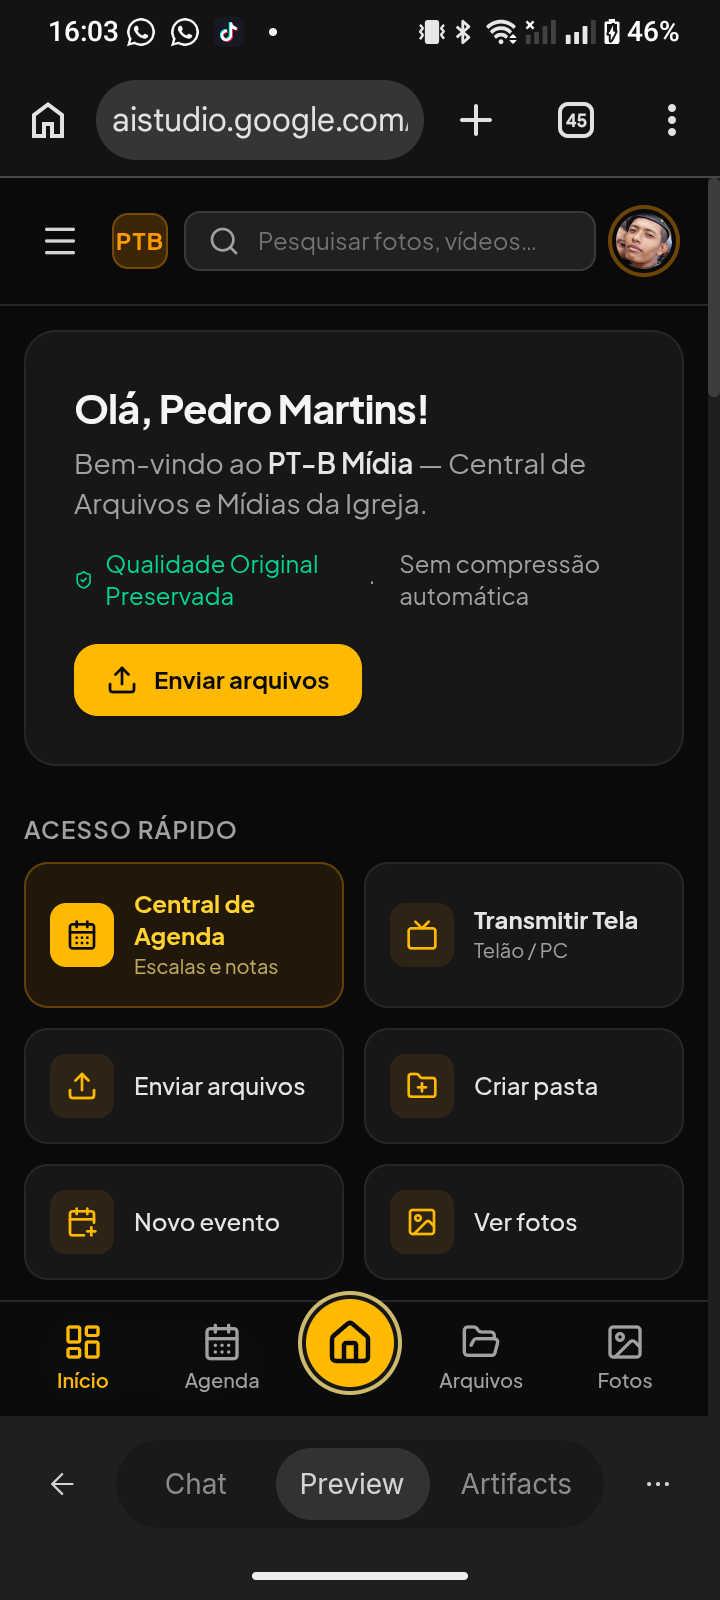 16:03
46%
aistudio.google.com/
45
PTB
Pesquisar fotos, vídeos...
Olá, Pedro Martins!
Bem-vindo ao PT-B Mídia — Central de
Arquivos e Mídias da Igreja.
Qualidade Original
Preservada
·
Sem compressão
automática
Enviar arquivos
ACESSO RÁPIDO
Central de
Agenda
Escalas e notas
Transmitir Tela
Telão / PC
Enviar arquivos
Criar pasta
Novo evento
Ver fotos
Início
Agenda
Arquivos
Fotos
Chat
Preview
Artifacts